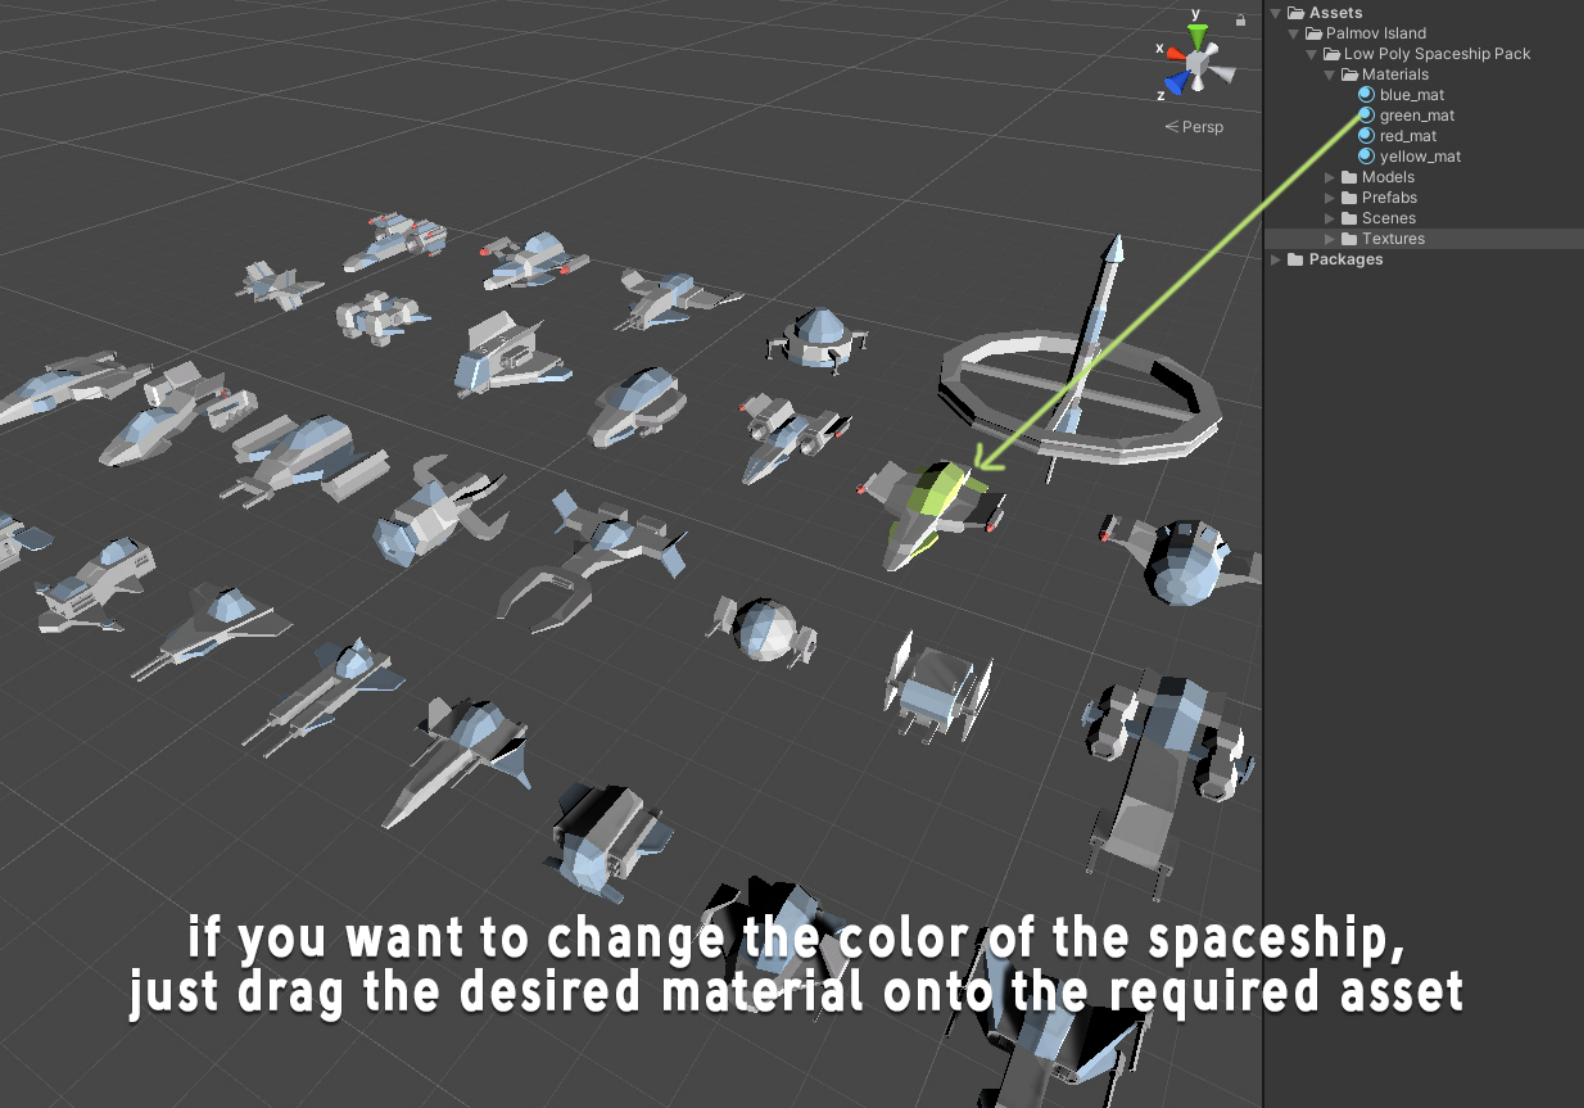 y
x
z
Persp
Assets
Palmov Island
Low Poly Spaceship Pack
Materials
blue_mat
green_mat
red_mat
yellow_mat
Models
Prefabs
Scenes
Textures
Packages
if you want to change the color of the spaceship,
just drag the desired material onto the required asset